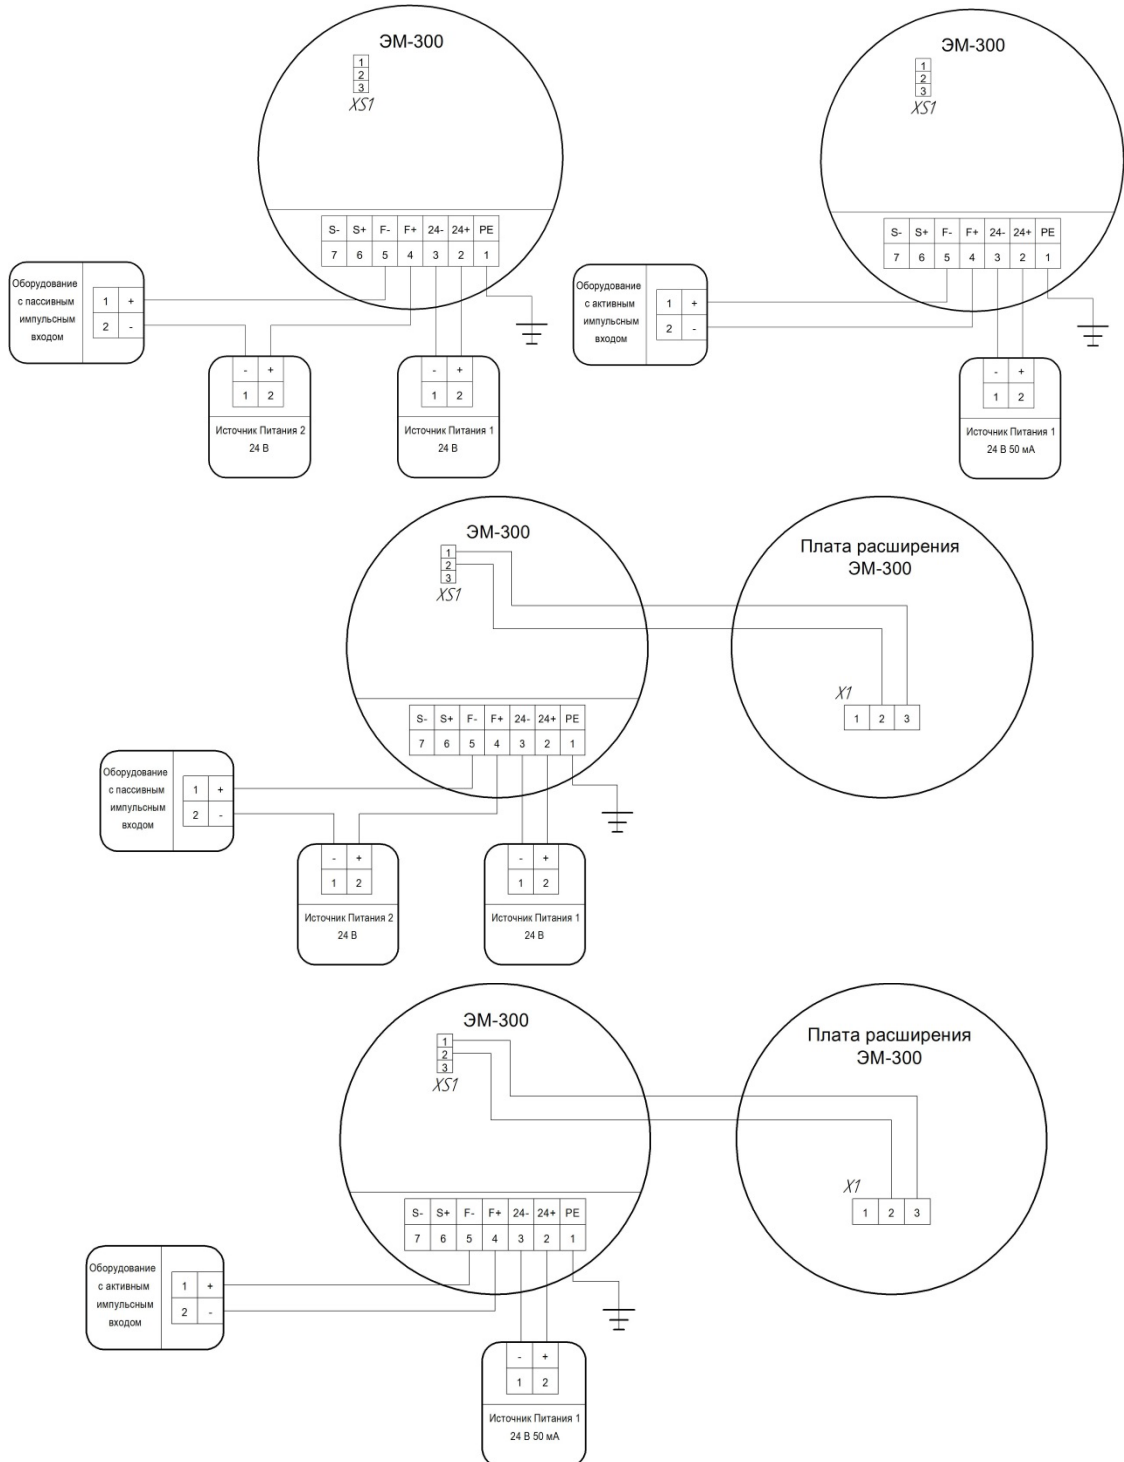 ЭМ-300
1
2
3
XS1
S- S+ F- F+ 24- 24+ PE
7 6 5 4 3 2 1
Оборудование
с пассивным
импульсным
входом
1 +
2 -
- +
1 2
Источник Питания 2
24 В
- +
1 2
Источник Питания 1
24 В
ЭМ-300
1
2
3
XS1
S- S+ F- F+ 24- 24+ PE
7 6 5 4 3 2 1
Оборудование
с активным
импульсным
входом
1 +
2 -
- +
1 2
Источник Питания 1
24 В 50 мА
ЭМ-300
1
2
3
XS1
Плата расширения
ЭМ-300
X1
1 2 3
S- S+ F- F+ 24- 24+ PE
7 6 5 4 3 2 1
Оборудование
с пассивным
импульсным
входом
1 +
2 -
- +
1 2
Источник Питания 2
24 В
- +
1 2
Источник Питания 1
24 В
ЭМ-300
1
2
3
XS1
Плата расширения
ЭМ-300
X1
1 2 3
S- S+ F- F+ 24- 24+ PE
7 6 5 4 3 2 1
Оборудование
с активным
импульсным
входом
1 +
2 -
- +
1 2
Источник Питания 1
24 В 50 мА